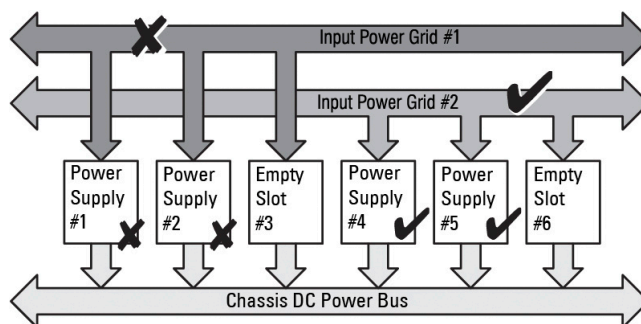 Input Power Grid #1
Input Power Grid #2
Power
Supply
#1
Power
Supply
#2
Empty
Slot
#3
Power
Supply
#4
Power
Supply
#5
Empty
Slot
#6
Chassis DC Power Bus